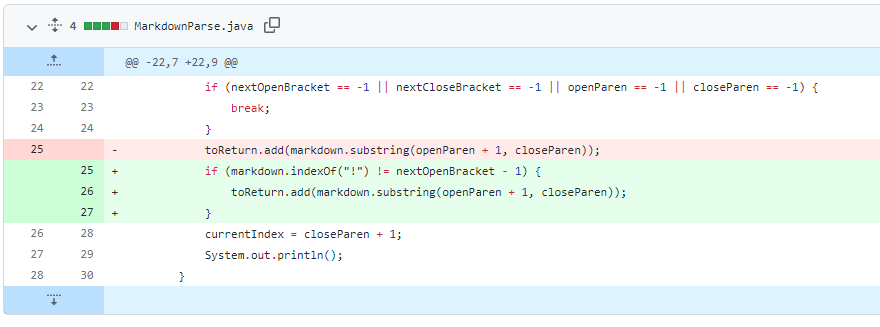 4 MarkdownParse.java
@@ -22,7 +22,9 @@
22 22 if (nextOpenBracket == -1 || nextCloseBracket == -1 || openParen == -1 || closeParen == -1) {
23 23 break;
24 24 }
25 - toReturn.add(markdown.substring(openParen + 1, closeParen));
25 + if (markdown.indexOf("!") != nextOpenBracket - 1) {
26 + toReturn.add(markdown.substring(openParen + 1, closeParen));
27 + }
26 28 currentIndex = closeParen + 1;
27 29 System.out.println();
28 30 }